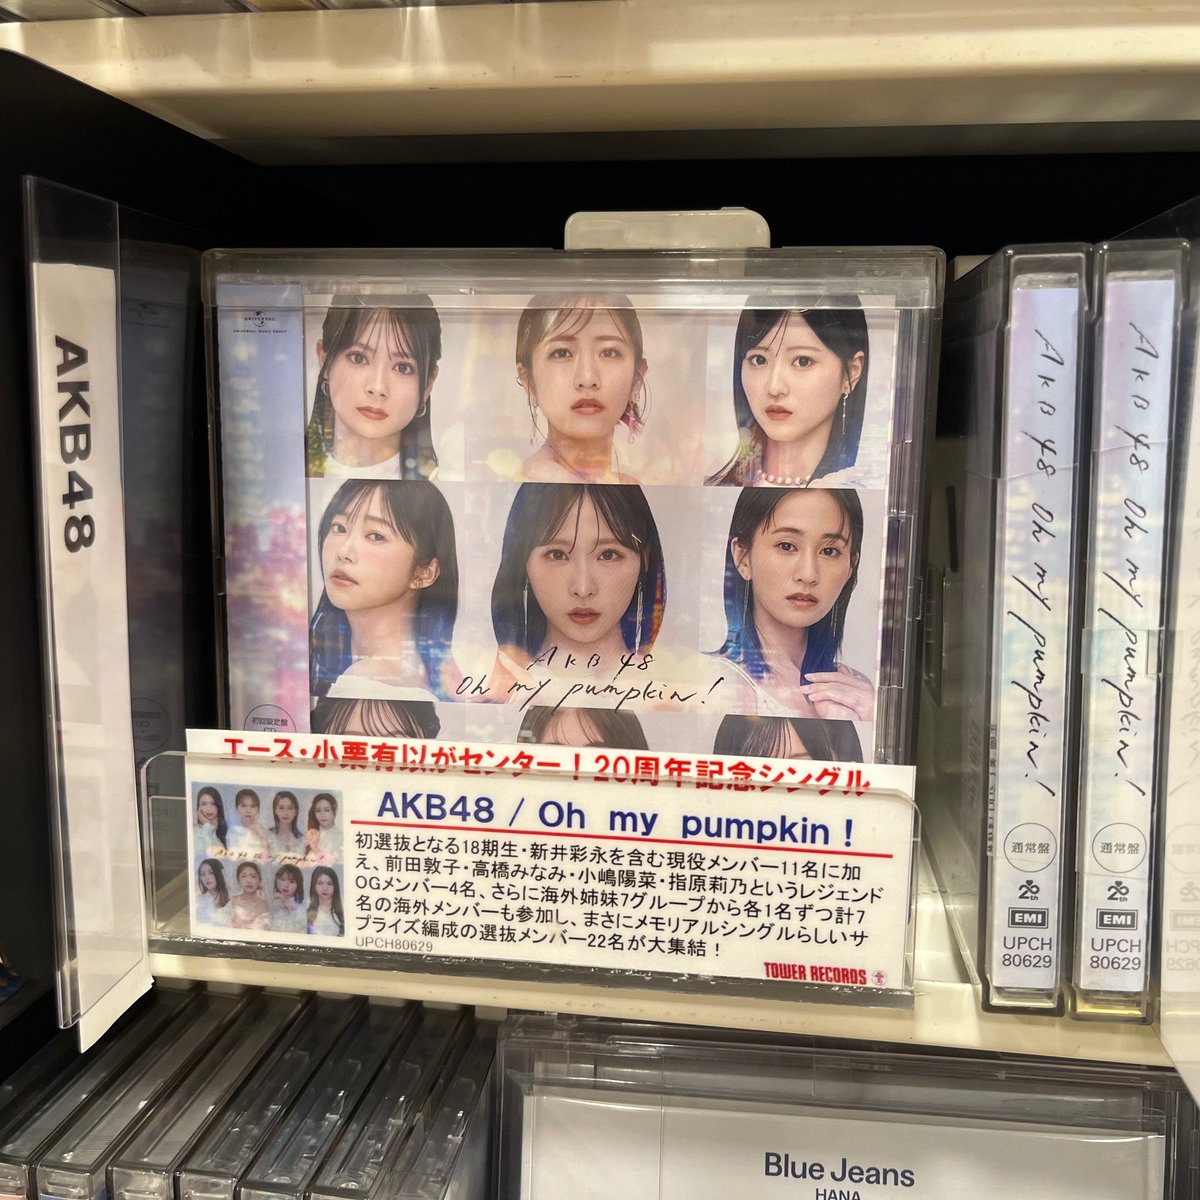 AKB48
UNIVERSAL
UNIVERSAL MUSIC GROUP
AKB48
Oh my pumpkin!
初回限定盤
エース・小栗有以がセンター！20周年記念シングル
AKB48 / Oh my pumpkin！
初選抜となる18期生・新井彩永を含む現役メンバー11名に加
え、前田敦子・高橋みなみ・小嶋陽菜・指原莉乃というレジェンド
OGメンバー4名、さらに海外姉妹7グループから各1名ずつ計7
名の海外メンバーも参加し、まさにメモリアルシングルらしいサ
プライズ編成の選抜メンバー22名が大集結！
UPCH80629
TOWER RECORDS
AKB48 Oh my pumpkin!
通常盤
20th
EMI
UPCH
80629
AKB48 Oh my pumpkin!
通常盤
20th
EMI
UPCH
80629
Blue Jeans
HANA